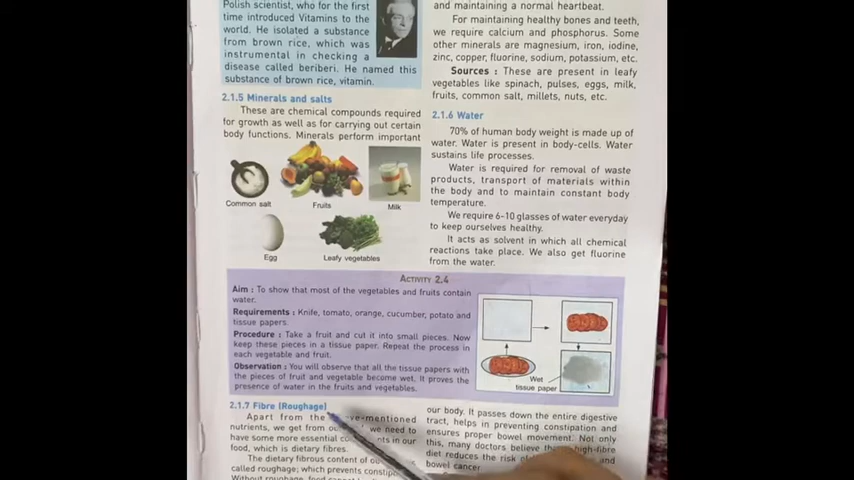 Polish scientist, who for the first
time introduced Vitamins to the
world. He isolated a substance
from brown rice, which was
instrumental in checking a
disease called beriberi. He named this
substance of brown rice, vitamin.
2.1.5 Minerals and salts
These are chemical compounds required
for growth as well as for carrying out certain
body functions. Minerals perform important
Common salt
Fruits
Milk
Egg
Leafy vegetables
and maintaining a normal heartbeat.
For maintaining healthy bones and teeth,
we require calcium and phosphorus. Some
other minerals are magnesium, iron, iodine,
zinc, copper, fluorine, sodium, potassium, etc.
Sources : These are present in leafy
vegetables like spinach, pulses, eggs, milk,
fruits, common salt, millets, nuts, etc.
2.1.6 Water
70% of human body weight is made up of
water. Water is present in body-cells. Water
sustains life processes.
Water is required for removal of waste
products, transport of materials within
the body and to maintain constant body
temperature.
We require 6-10 glasses of water everyday
to keep ourselves healthy.
It acts as solvent in which all chemical
reactions take place. We also get fluorine
from the water.
ACTIVITY 2.4
Aim : To show that most of the vegetables and fruits contain
water.
Requirements : Knife, tomato, orange, cucumber, potato and
tissue papers.
Procedure : Take a fruit and cut it into small pieces. Now
keep these pieces in a tissue paper. Repeat the process in
each vegetable and fruit.
Observation : You will observe that all the tissue papers with
the pieces of fruit and vegetable become wet. It proves the
presence of water in the fruits and vegetables.
Wet
tissue paper
2.1.7 Fibre (Roughage)
Apart from the -mentioned
nutrients, we get from we need to
have some more essential in our
food, which is dietary fibres.
The dietary fibrous content of
called roughage; which prevents
Without roughage, food
our body. It passes down the entire digestive
tract, helps in preventing constipation and
ensures proper bowel movement. Not only
this, many doctors believe high-fibre
diet reduces the risk and
bowel cancer.